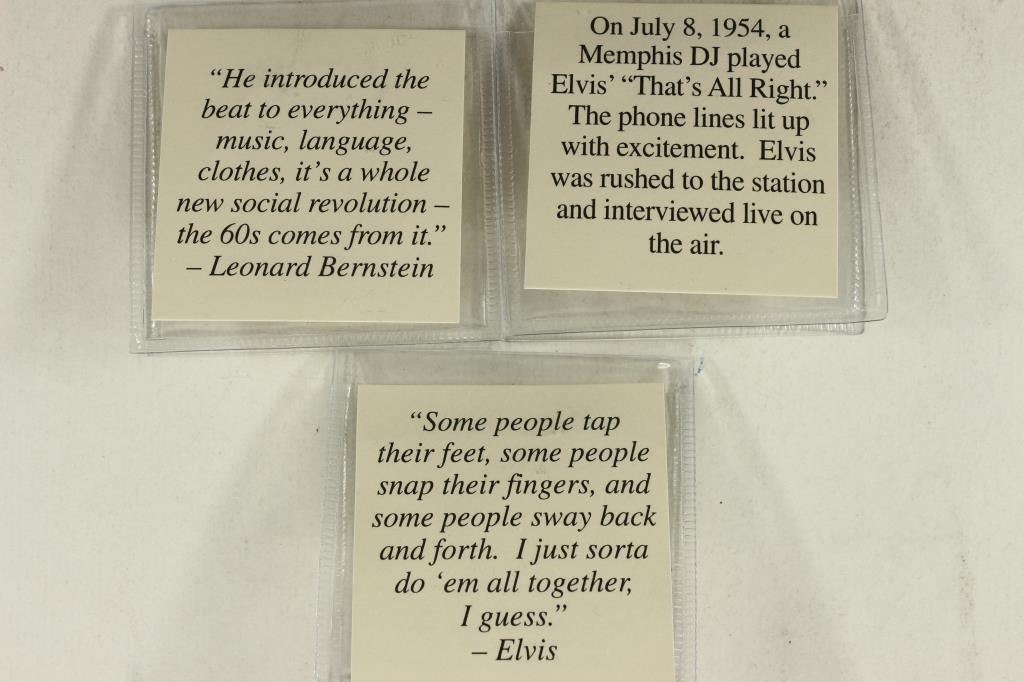 “He introduced the
beat to everything –
music, language,
clothes, it’s a whole
new social revolution –
the 60s comes from it.”
– Leonard Bernstein
On July 8, 1954, a
Memphis DJ played
Elvis’ “That’s All Right.”
The phone lines lit up
with excitement. Elvis
was rushed to the station
and interviewed live on
the air.
“Some people tap
their feet, some people
snap their fingers, and
some people sway back
and forth. I just sorta
do ‘em all together,
I guess.”
– Elvis